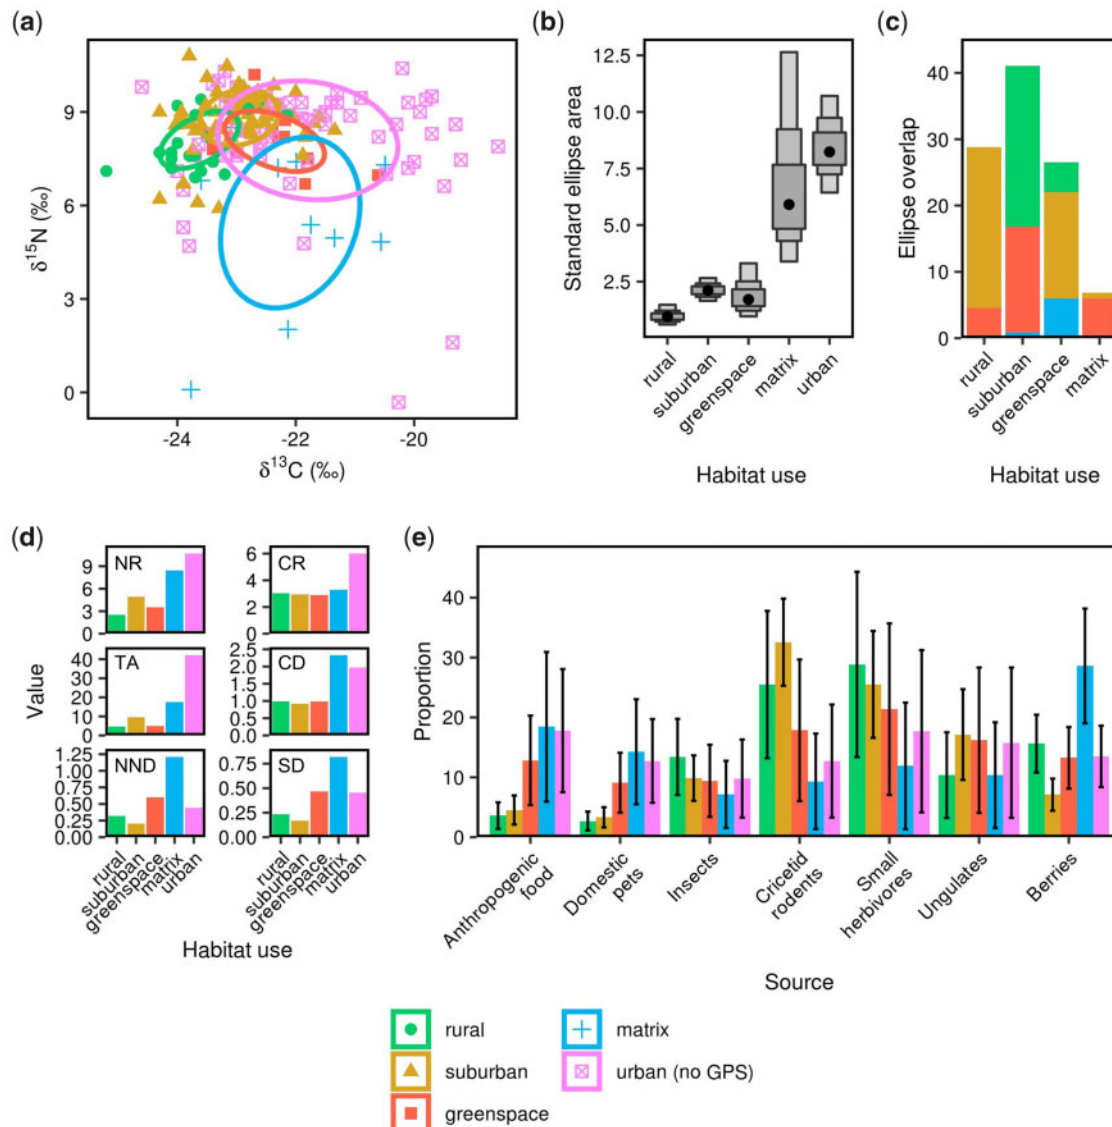 (a)
9
6
3
0
δ15N (‰)
-24
-22
-20
δ13C (‰)
(b)
12.5
10.0
7.5
5.0
2.5
Standard ellipse area
rural
suburban
greenspace
matrix
urban
Habitat use
(c)
40
30
20
10
0
Ellipse overlap
rural
suburban
greenspace
matrix
Habitat use
(d)
NR
9
6
3
0
CR
6
4
2
0
TA
40
30
20
10
0
CD
2.5
2.0
1.5
1.0
0.5
0.0
NND
1.25
1.00
0.75
0.50
0.25
0.00
SD
0.75
0.50
0.25
0.00
Value
rural
suburban
greenspace
matrix
urban
rural
suburban
greenspace
matrix
urban
Habitat use
(e)
40
30
20
10
0
Proportion
Anthropogenic
food
Domestic
pets
Insects
Cricetid
rodents
Small
herbivores
Ungulates
Berries
Source
rural
suburban
greenspace
matrix
urban (no GPS)